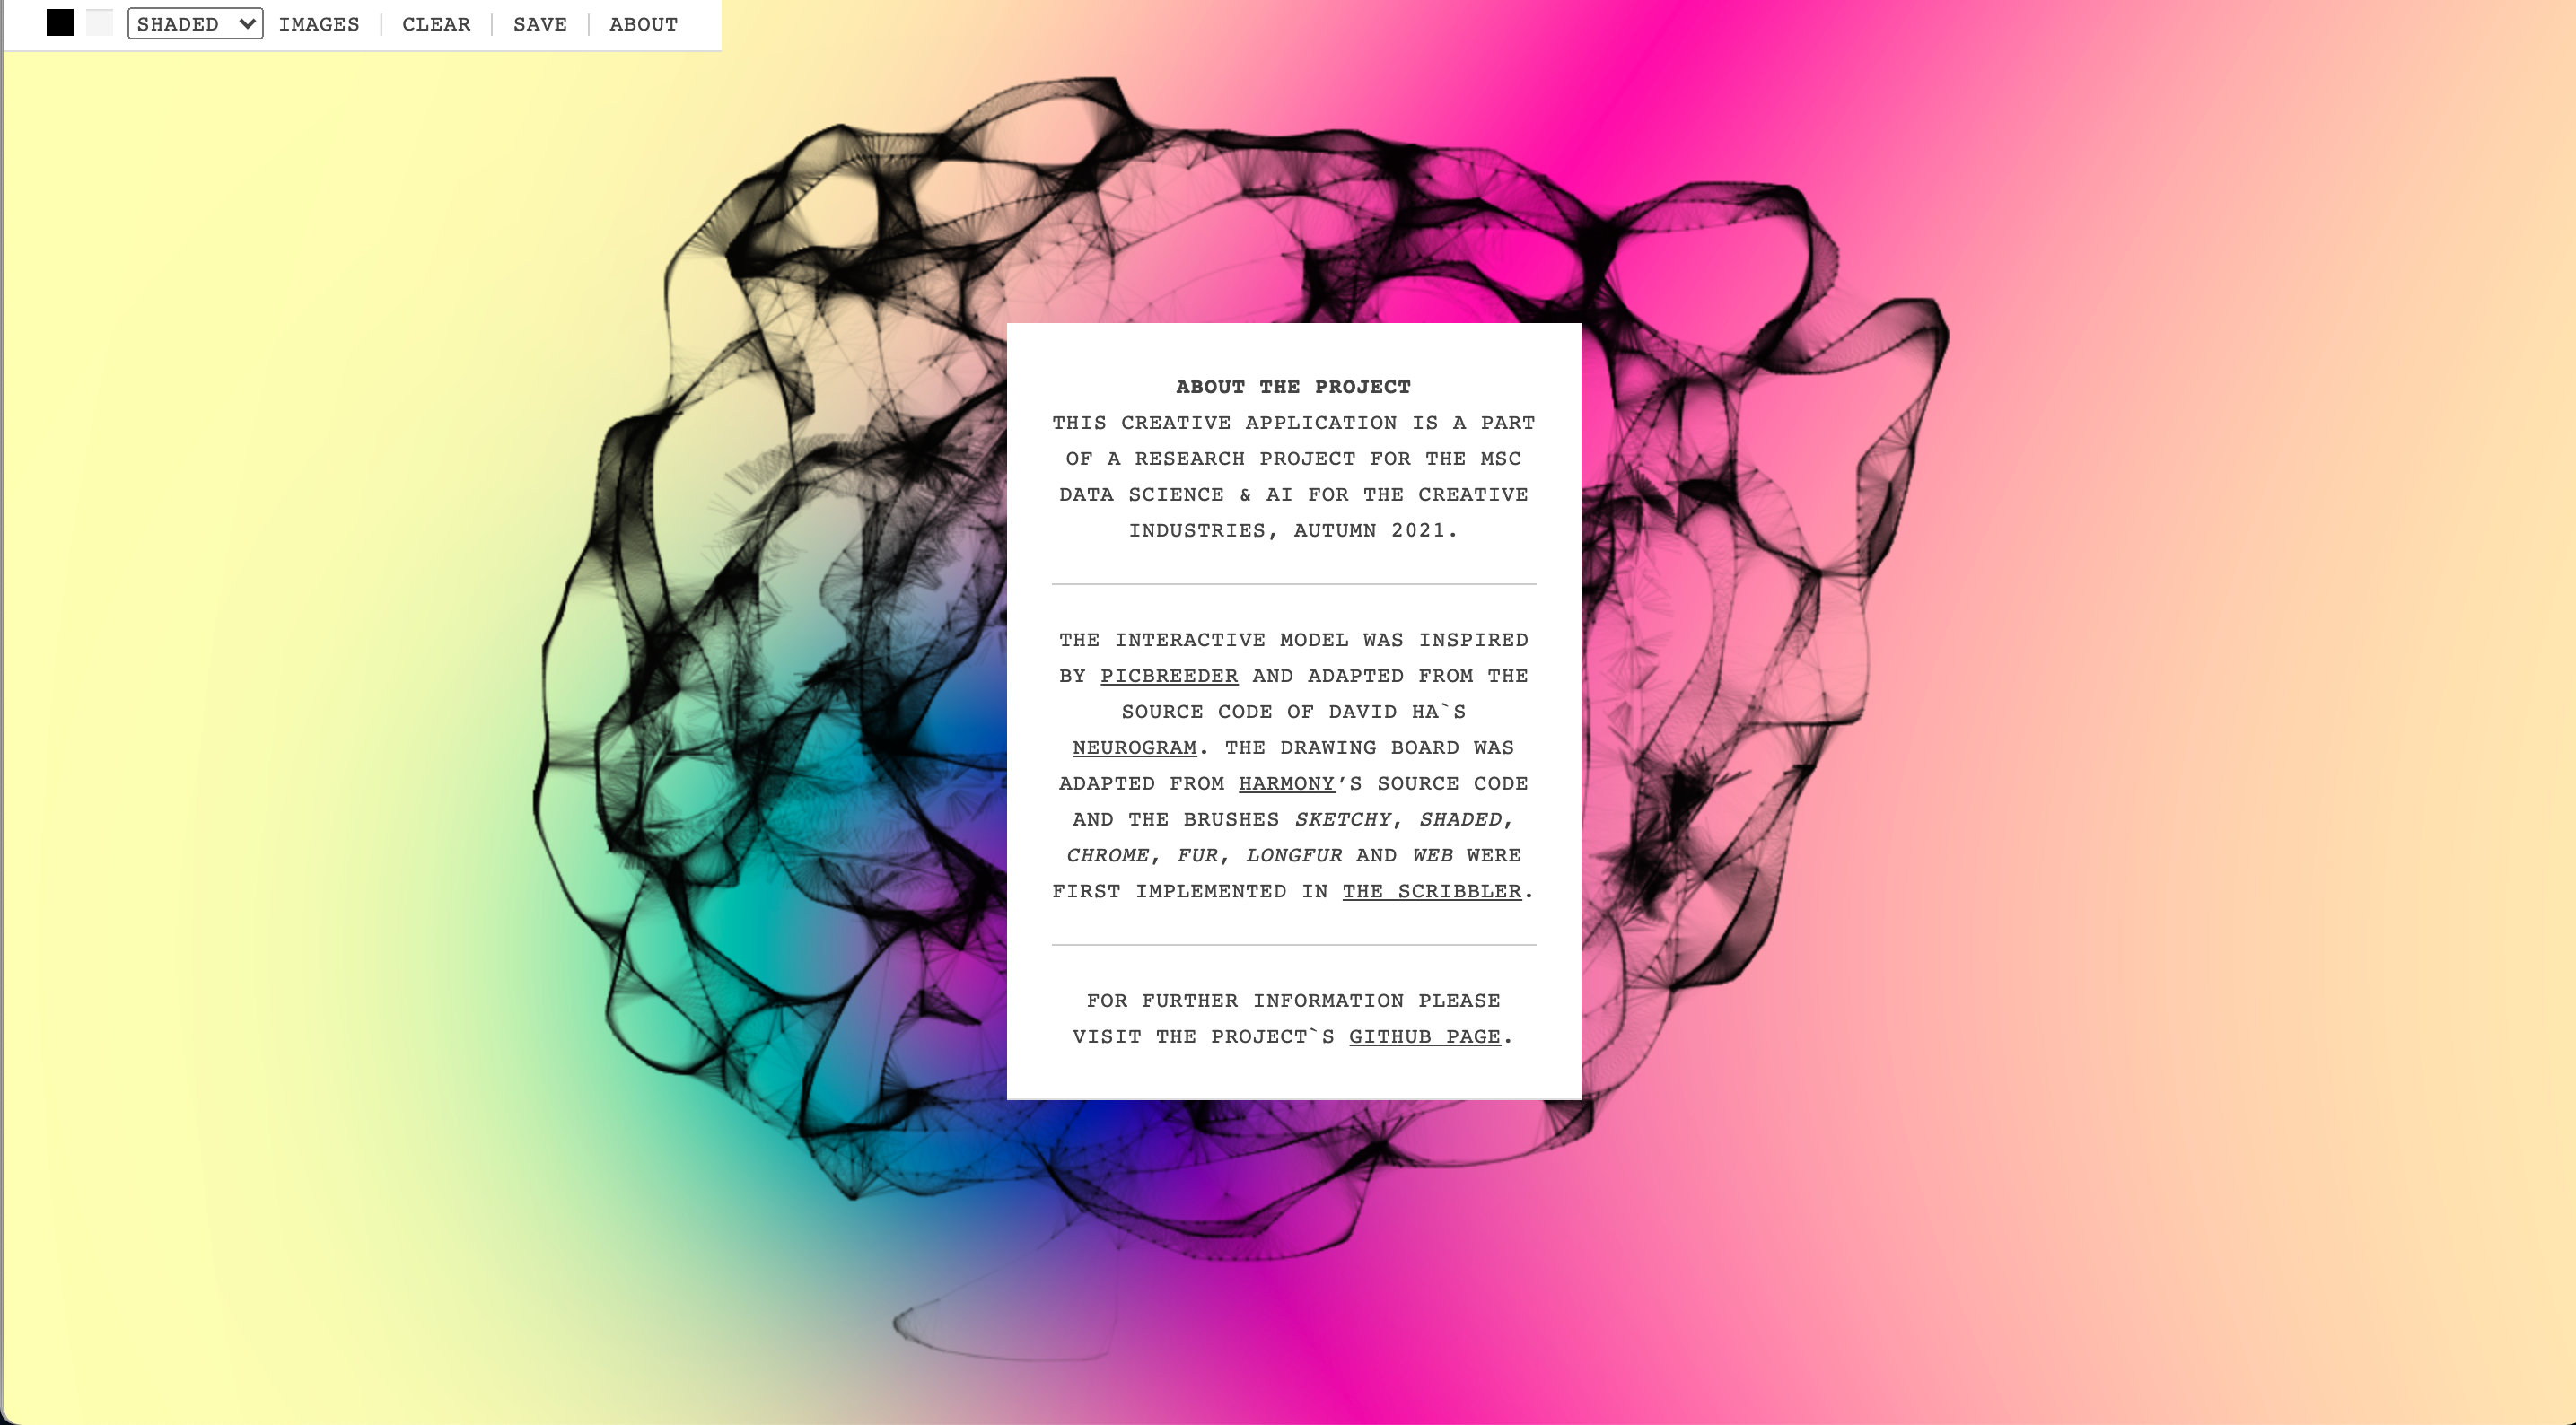 SHADED IMAGES | CLEAR | SAVE | ABOUT
ABOUT THE PROJECT
THIS CREATIVE APPLICATION IS A PART
OF A RESEARCH PROJECT FOR THE MSC
DATA SCIENCE & AI FOR THE CREATIVE
INDUSTRIES, AUTUMN 2021.
THE INTERACTIVE MODEL WAS INSPIRED
BY PICBREEDER AND ADAPTED FROM THE
SOURCE CODE OF DAVID HA`S
NEUROGRAM. THE DRAWING BOARD WAS
ADAPTED FROM HARMONY’S SOURCE CODE
AND THE BRUSHES SKETCHY, SHADED,
CHROME, FUR, LONGFUR AND WEB WERE
FIRST IMPLEMENTED IN THE SCRIBBLER.
FOR FURTHER INFORMATION PLEASE
VISIT THE PROJECT`S GITHUB PAGE.